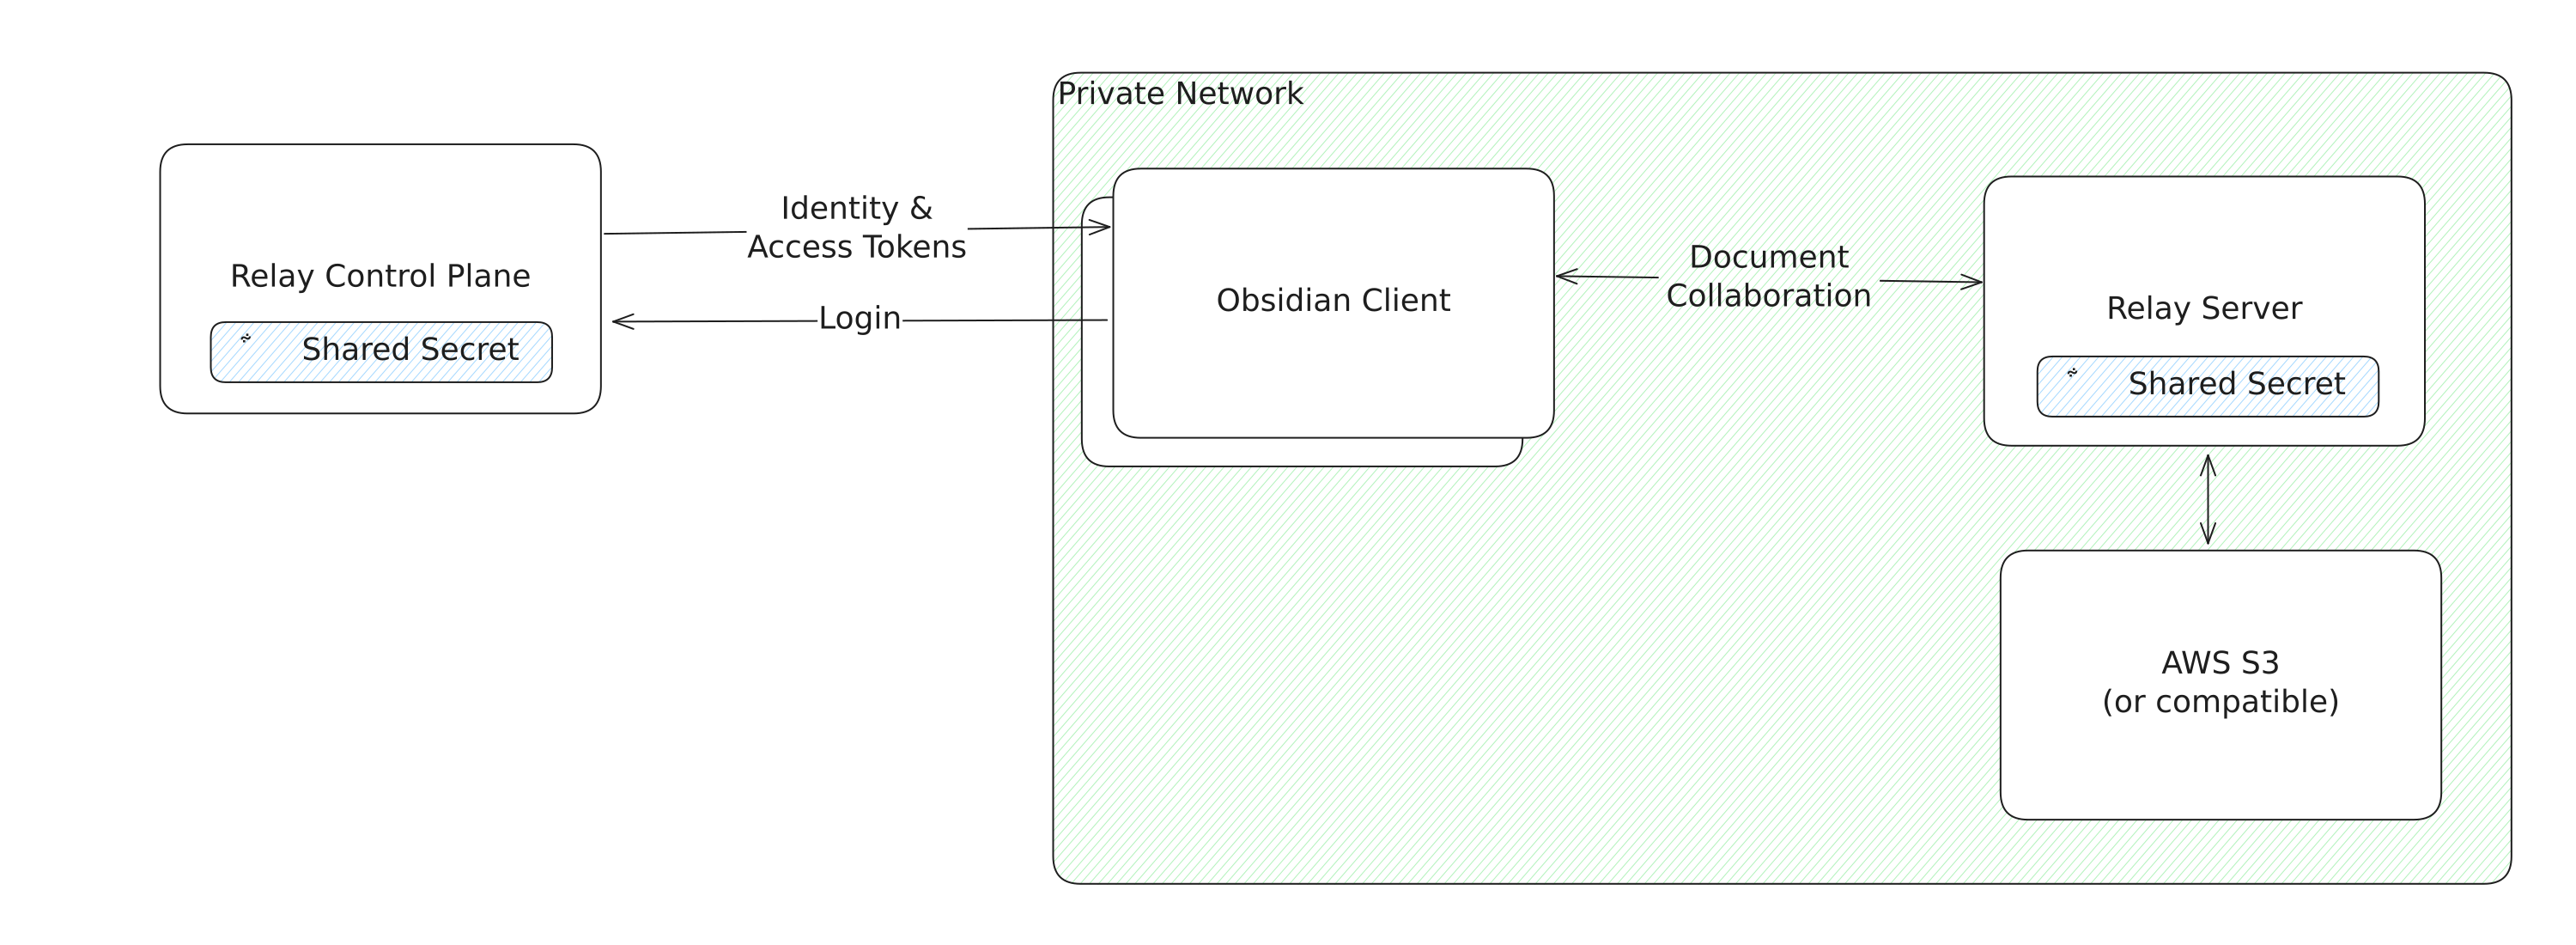 Private Network
Relay Control Plane
Shared Secret
Identity &
Access Tokens
Login
Obsidian Client
Document
Collaboration
Relay Server
Shared Secret
AWS S3
(or compatible)